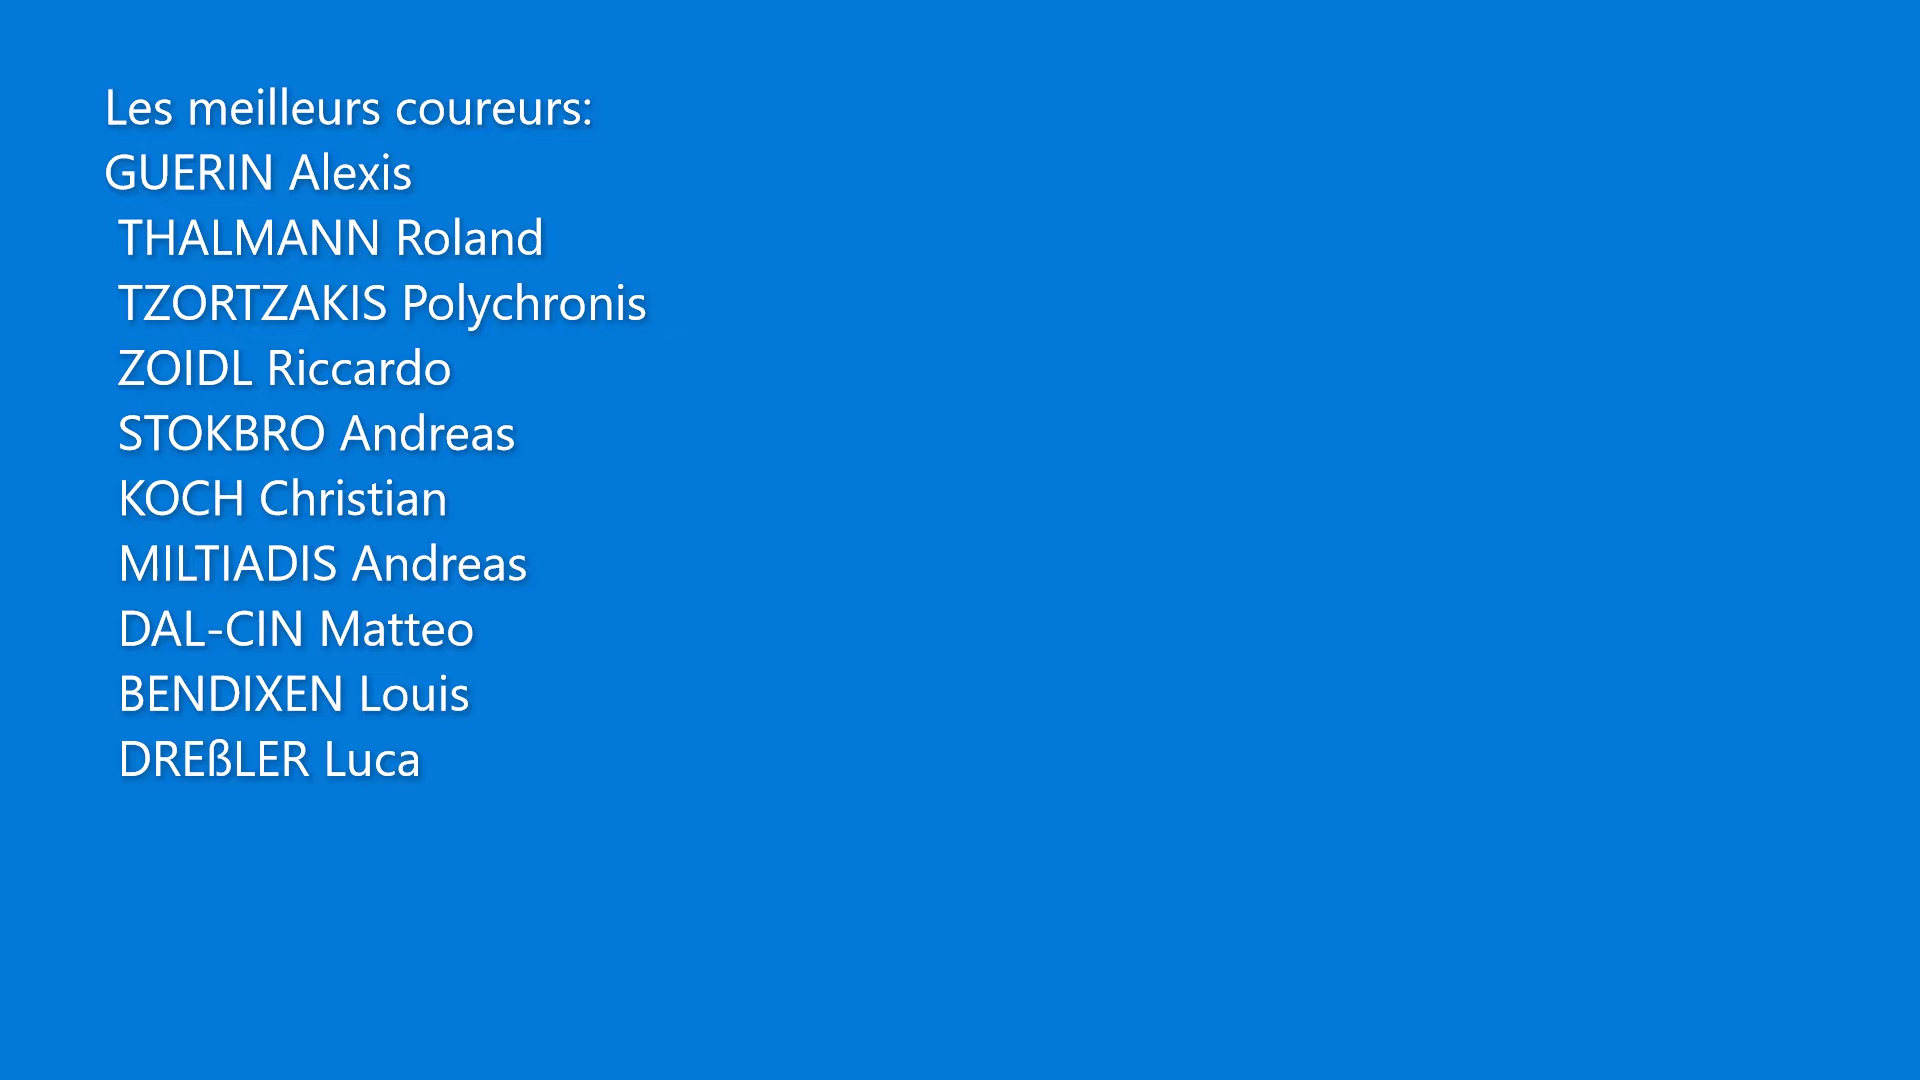 Les meilleurs coureurs:
GUERIN Alexis
THALMANN Roland
TZORTZAKIS Polychronis
ZOIDL Riccardo
STOKBRO Andreas
KOCH Christian
MILTIADIS Andreas
DAL-CIN Matteo
BENDIXEN Louis
DREßLER Luca